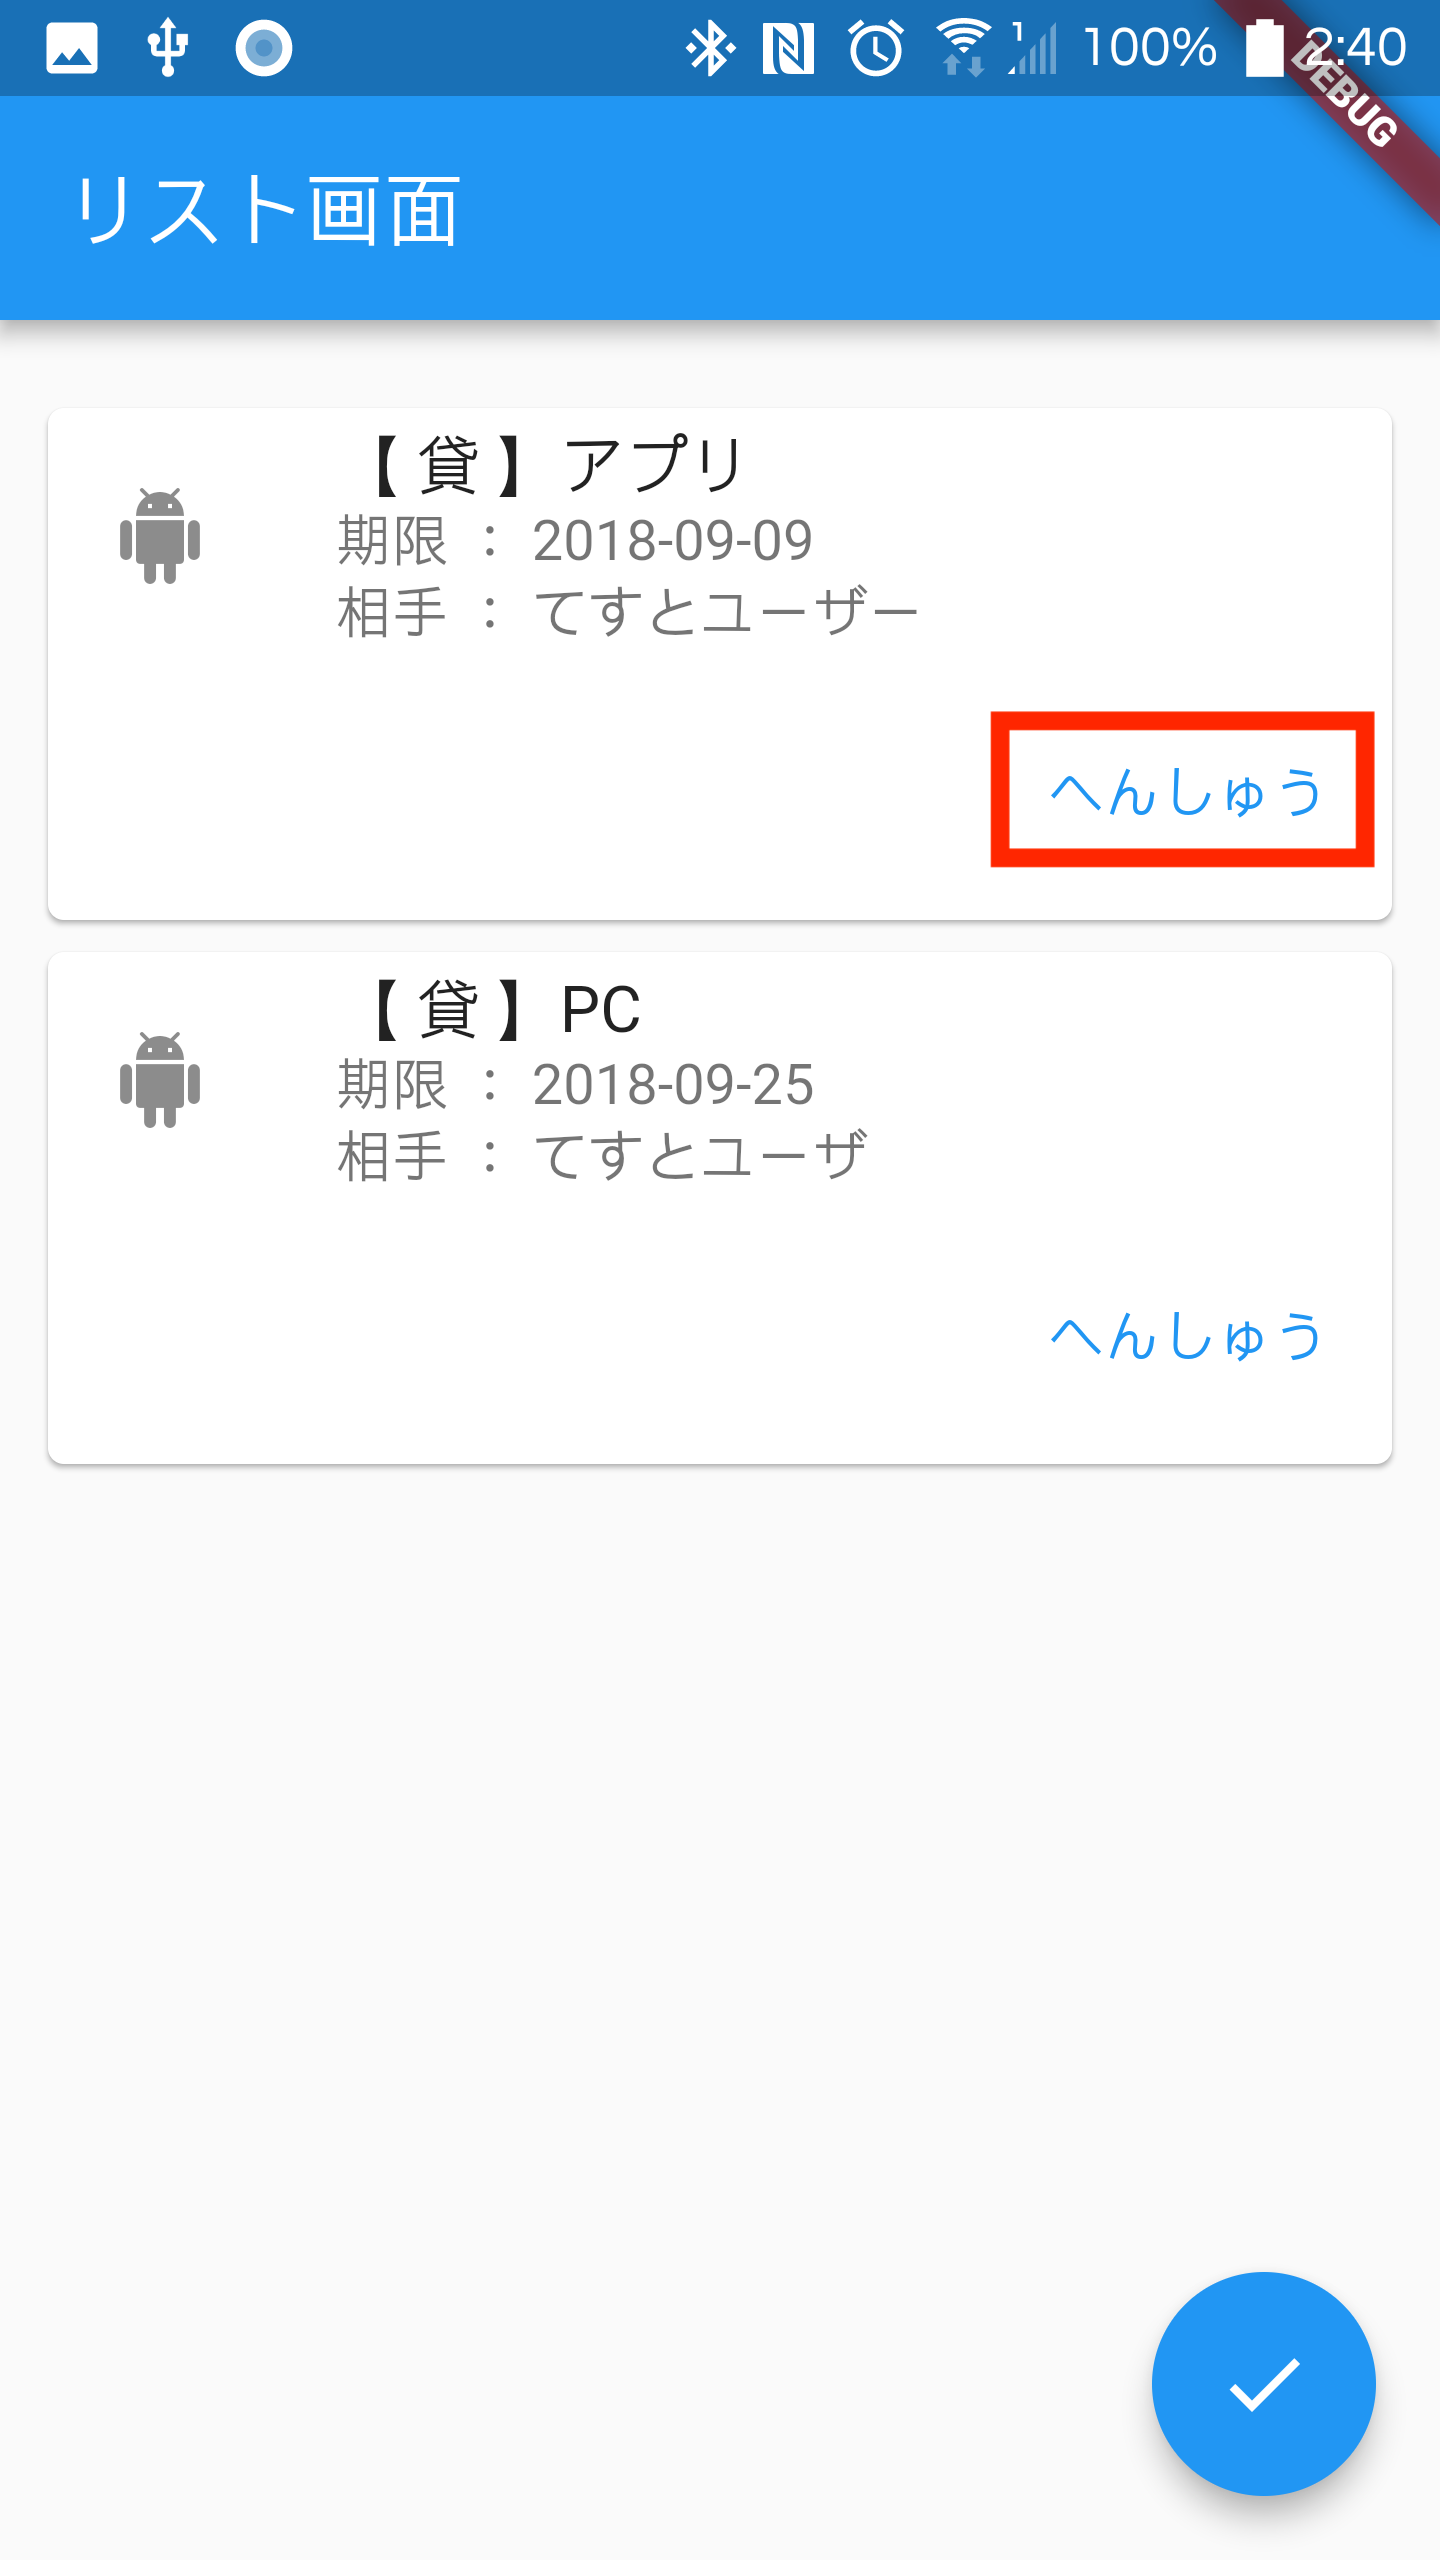 100% 2:40
DEBUG
リスト画面
【 貸 】アプリ
期限 ： 2018-09-09
相手 ： てすとユーザー
へんしゅう
【 貸 】PC
期限 ： 2018-09-25
相手 ： てすとユーザ
へんしゅう